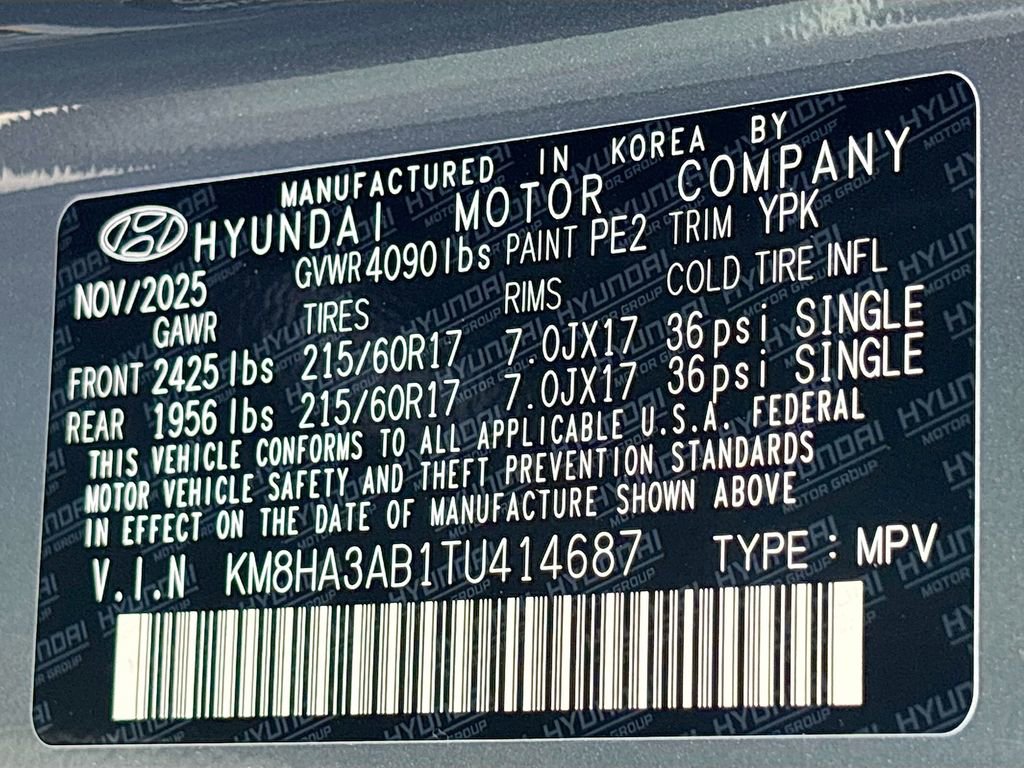 MANUFACTURED IN KOREA BY
HYUNDAI MOTOR COMPANY
NOV/2025 GVWR 4090 lbs PAINT PE2 TRIM YPK
GAWR TIRES RIMS COLD TIRE INFL
FRONT 2425 lbs 215/60R17 7.0JX17 36psi SINGLE
REAR 1956 lbs 215/60R17 7.0JX17 36psi SINGLE
THIS VEHICLE CONFORMS TO ALL APPLICABLE U.S.A. FEDERAL
MOTOR VEHICLE SAFETY AND THEFT PREVENTION STANDARDS
IN EFFECT ON THE DATE OF MANUFACTURE SHOWN ABOVE
V.I.N KM8HA3AB1TU414687 TYPE : MPV